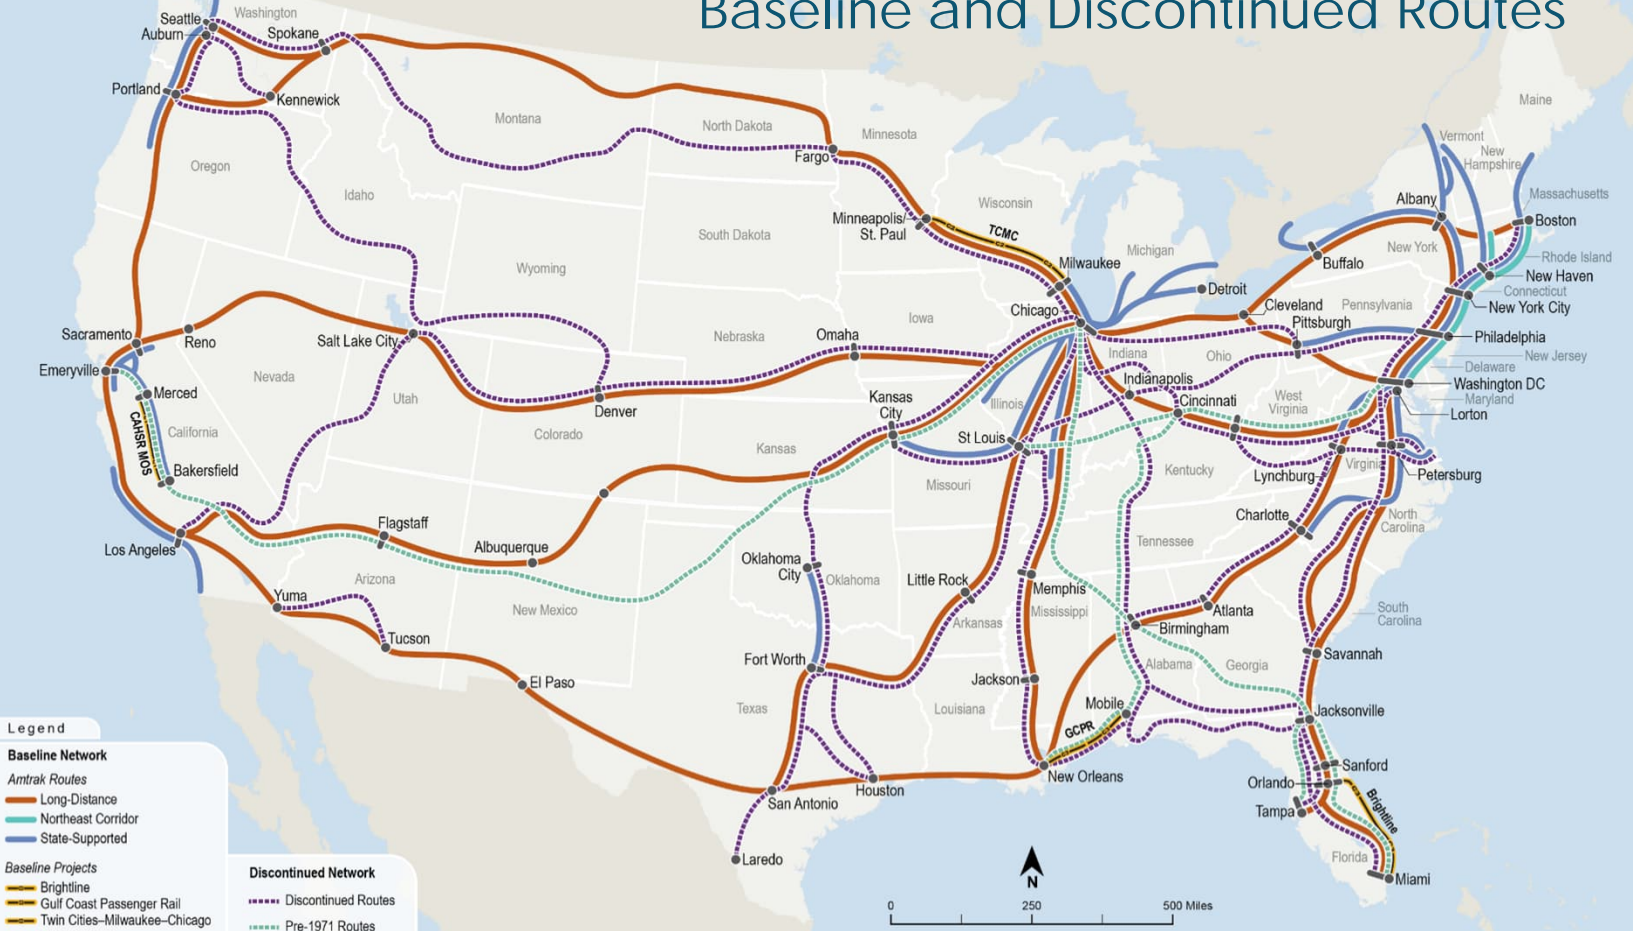 Baseline and Discontinued Routes
Seattle
Auburn
Washington
Spokane
Portland
Kennewick
Montana
North Dakota
Minnesota
Fargo
Maine
Vermont
New
Hampshire
Massachusetts
Oregon
Idaho
Wisconsin
Minneapolis/
St. Paul
TCMC
Albany
Boston
South Dakota
Wyoming
Michigan
Milwaukee
New York
Buffalo
Rhode Island
New Haven
Connecticut
New York City
Detroit
Chicago
Iowa
Cleveland
Pennsylvania
Pittsburgh
Philadelphia
Sacramento
Reno
Salt Lake City
Nebraska
Omaha
Indiana
Ohio
New Jersey
Delaware
Emeryville
Nevada
Utah
Denver
Indianapolis
Washington DC
Maryland
Merced
Kansas
City
Illinois
Cincinnati
West
Virginia
Lorton
CAHSR MOS
California
Colorado
Kansas
St Louis
Missouri
Kentucky
Lynchburg
Virginia
Petersburg
Bakersfield
Charlotte
North
Carolina
Los Angeles
Flagstaff
Albuquerque
Tennessee
Oklahoma
City
Oklahoma
Little Rock
Memphis
Arizona
New Mexico
Yuma
Arkansas
Mississippi
Atlanta
Birmingham
South
Carolina
Tucson
Fort Worth
Alabama
Georgia
Savannah
El Paso
Jackson
Texas
Louisiana
Mobile
GCPR
Jacksonville
New Orleans
Sanford
Orlando
Houston
San Antonio
Tampa
Brightline
Laredo
Florida
Miami
Legend
Baseline Network
Amtrak Routes
Long-Distance
Northeast Corridor
State-Supported
Baseline Projects
Brightline
Gulf Coast Passenger Rail
Twin Cities–Milwaukee–Chicago
Discontinued Network
Discontinued Routes
Pre-1971 Routes
N
0 250 500 Miles